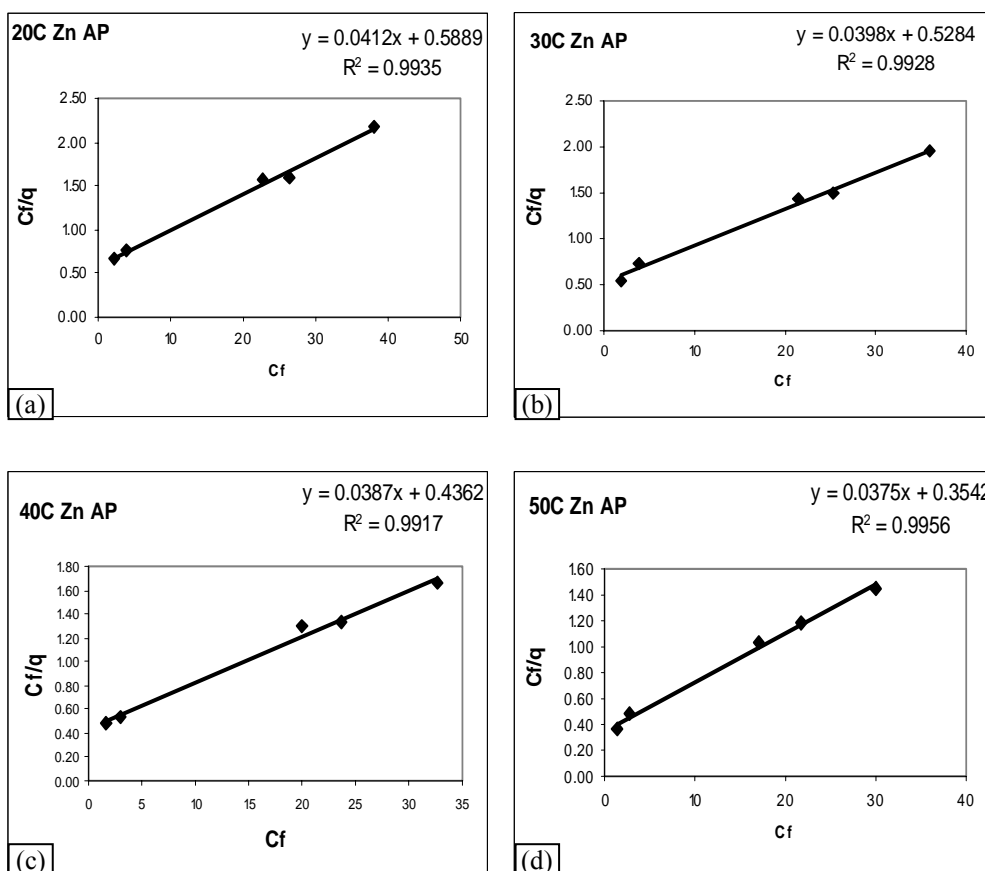 20C Zn AP
y = 0.0412x + 0.5889
R² = 0.9935
2.50
2.00
1.50
1.00
0.50
0.00
0 10 20 30 40 50
Cf/q
Cf
(a)
30C Zn AP
y = 0.0398x + 0.5284
R² = 0.9928
2.50
2.00
1.50
1.00
0.50
0.00
0 10 20 30 40
Cf/q
Cf
(b)
40C Zn AP
y = 0.0387x + 0.4362
R² = 0.9917
1.80
1.60
1.40
1.20
1.00
0.80
0.60
0.40
0.20
0.00
0 5 10 15 20 25 30 35
Cf/q
Cf
(c)
50C Zn AP
y = 0.0375x + 0.3542
R² = 0.9956
1.60
1.40
1.20
1.00
0.80
0.60
0.40
0.20
0.00
0 10 20 30 40
Cf/q
Cf
(d)